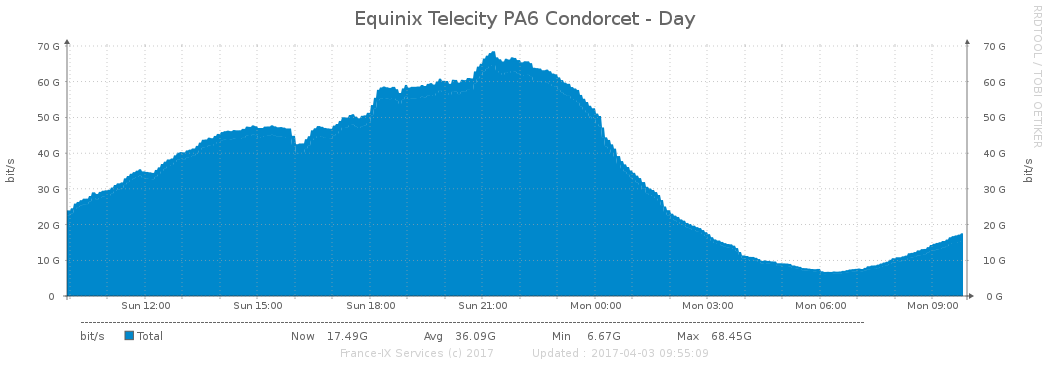 Equinix Telecity PA6 Condorcet - Day
RRDTOOL / TOBI OETIKER
70 G 70 G
60 G 60 G
50 G 50 G
40 G 40 G
bit/s bit/s
30 G 30 G
20 G 20 G
10 G 10 G
0 0 G
Sun 12:00 Sun 15:00 Sun 18:00 Sun 21:00 Mon 00:00 Mon 03:00 Mon 06:00 Mon 09:00
bit/s Total Now 17.49G Avg 36.09G Min 6.67G Max 68.45G
France-IX Services (c) 2017 Updated : 2017-04-03 09:55:09